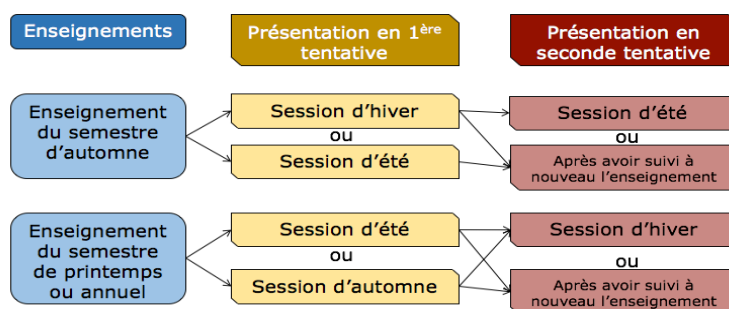 Enseignements
Présentation en 1ère
tentative
Présentation en
seconde tentative
Enseignement
du semestre
d'automne
Session d'hiver
ou
Session d'été
Session d'été
ou
Après avoir suivi à
nouveau l'enseignement
Enseignement
du semestre
de printemps
ou annuel
Session d'été
ou
Session d'automne
Session d'hiver
ou
Après avoir suivi à
nouveau l'enseignement